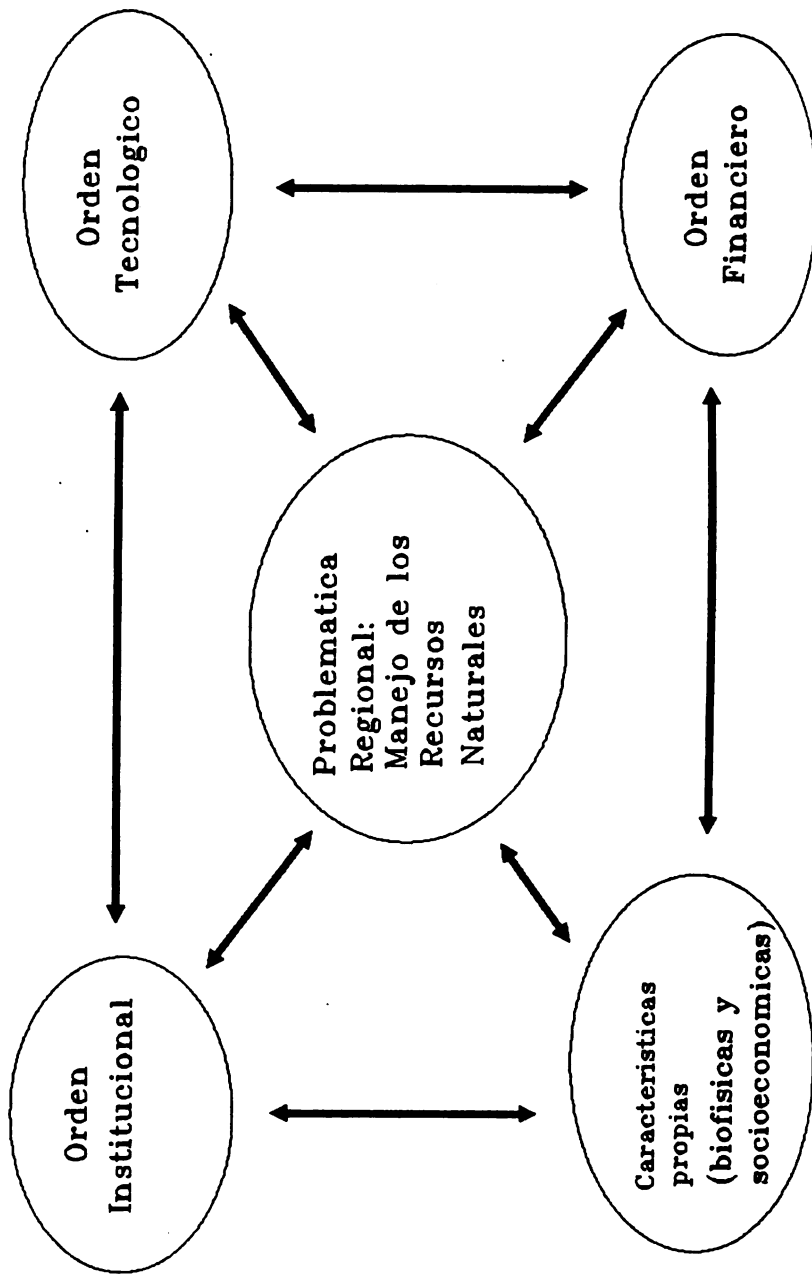 Orden
Institucional
Orden
Tecnologico
Problematica
Regional:
Manejo de los
Recursos
Naturales
Caracteristicas
propias
(biofisicas y
socioeconomicas)
Orden
Financiero